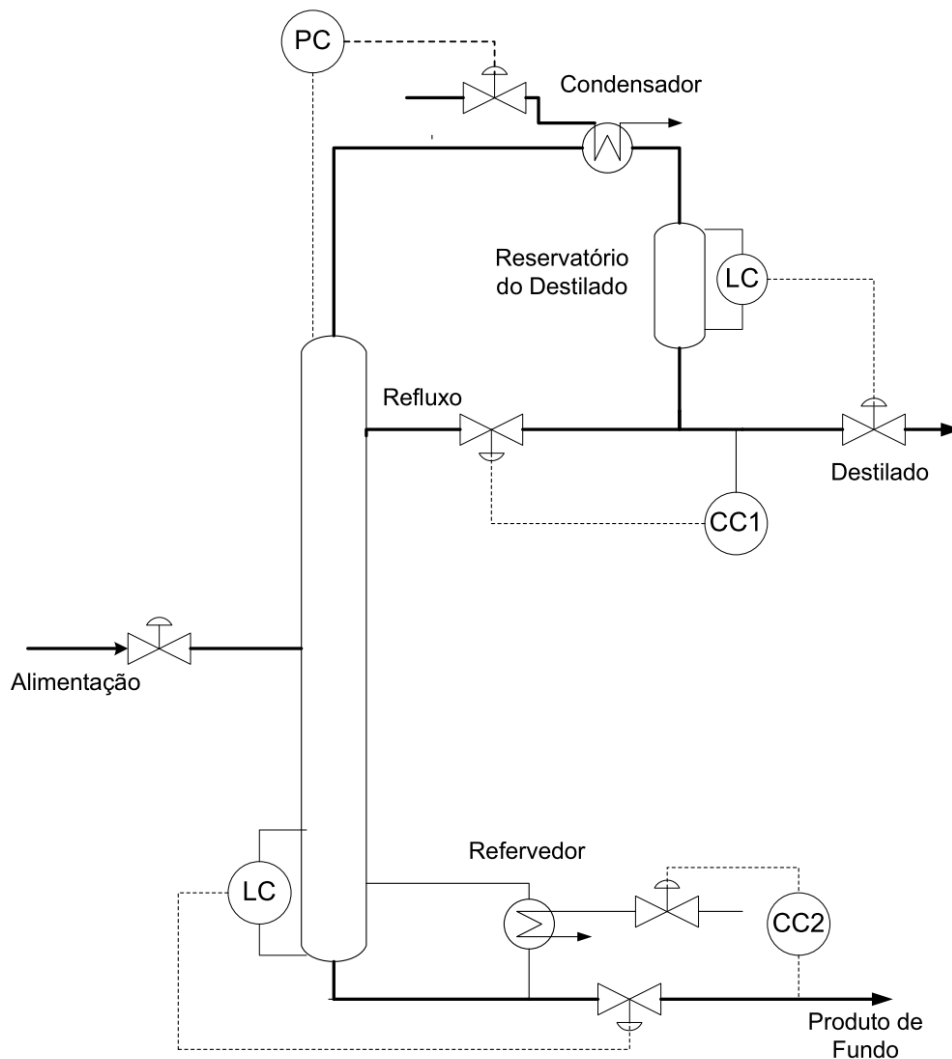 PC
Condensador
Reservatório
do Destilado
LC
Refluxo
Destilado
CC1
Alimentação
Refervedor
LC
CC2
Produto de
Fundo